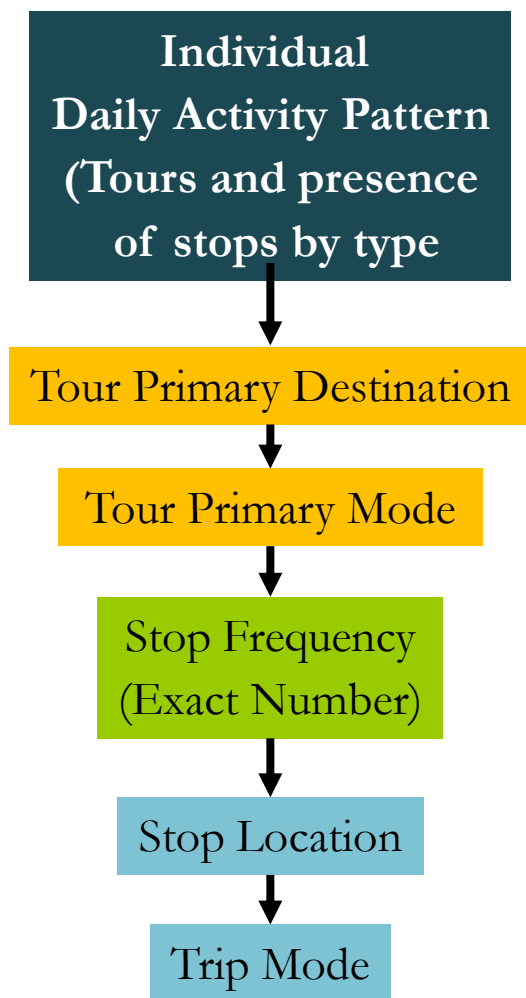 Individual
Daily Activity Pattern
(Tours and presence
of stops by type
Tour Primary Destination
Tour Primary Mode
Stop Frequency
(Exact Number)
Stop Location
Trip Mode